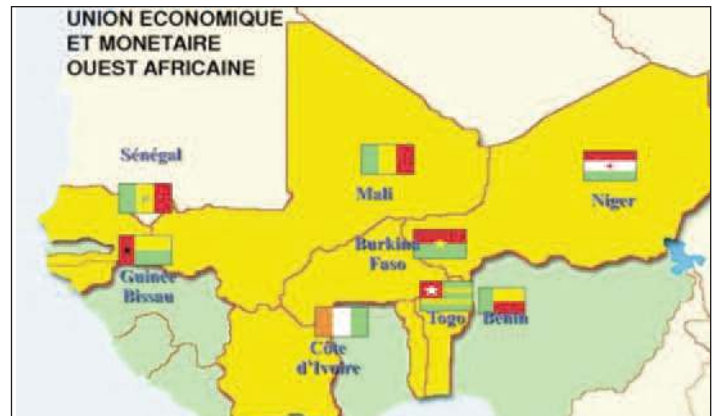 UNION ECONOMIQUE
ET MONETAIRE
OUEST AFRICAINE
Sénégal
Mali
Niger
Burkina
Faso
Guinée
Bissau
Togo
Bénin
Côte
d'Ivoire